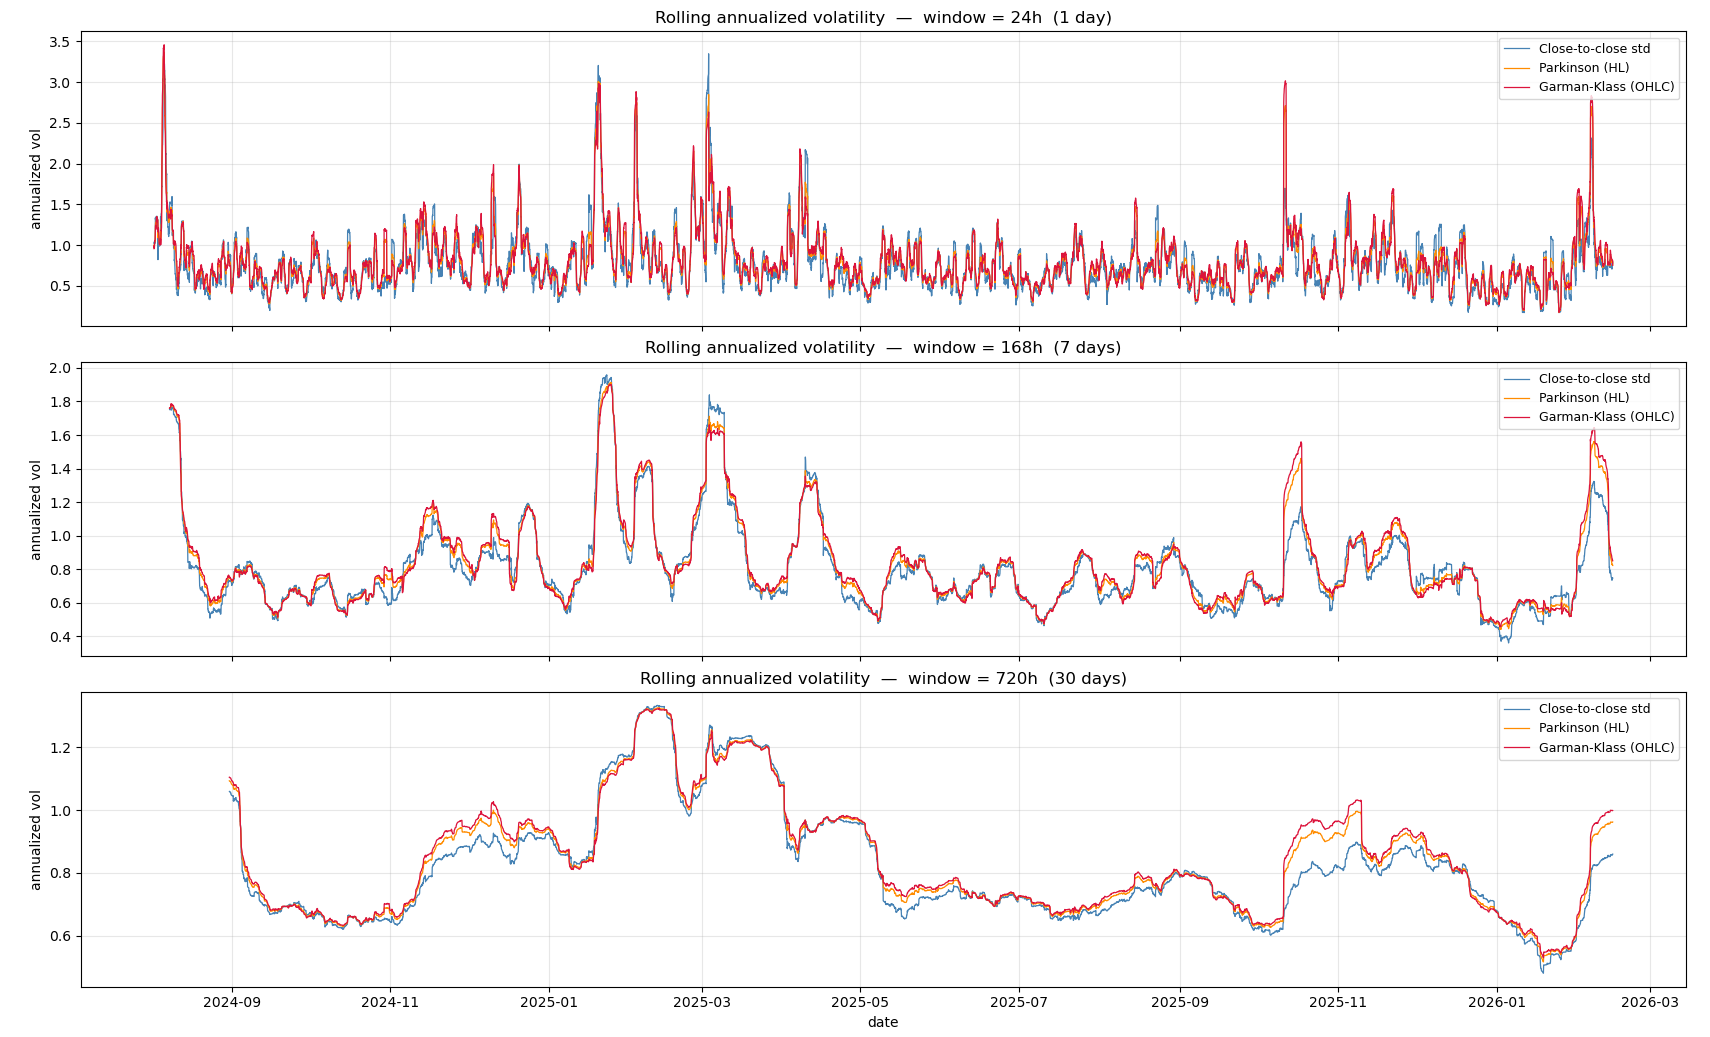 Rolling annualized volatility — window = 24h (1 day)
annualized vol
3.5
3.0
2.5
2.0
1.5
1.0
0.5
Close-to-close std
Parkinson (HL)
Garman-Klass (OHLC)
Rolling annualized volatility — window = 168h (7 days)
annualized vol
2.0
1.8
1.6
1.4
1.2
1.0
0.8
0.6
0.4
Close-to-close std
Parkinson (HL)
Garman-Klass (OHLC)
Rolling annualized volatility — window = 720h (30 days)
annualized vol
1.2
1.0
0.8
0.6
Close-to-close std
Parkinson (HL)
Garman-Klass (OHLC)
2024-09 2024-11 2025-01 2025-03 2025-05 2025-07 2025-09 2025-11 2026-01 2026-03
date